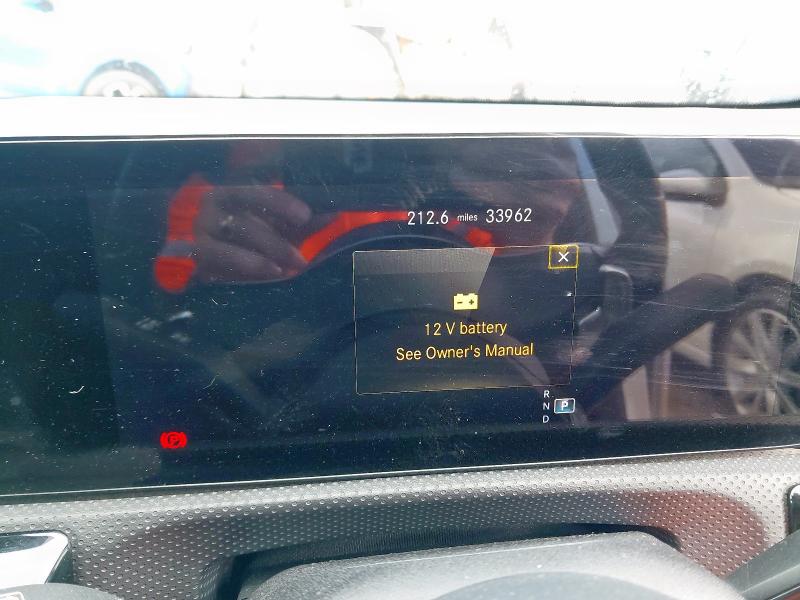 212.6 miles 33962
12 V battery
See Owner's Manual
R
N P
D
P